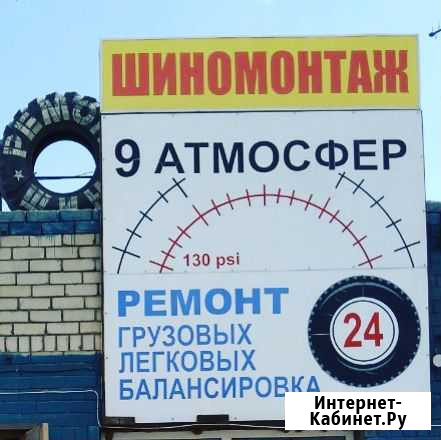 ШИНОМОНТАЖ
9 АТМОСФЕР
130 psi
РЕМОНТ
ГРУЗОВЫХ
ЛЕГКОВЫХ
БАЛАНСИРОВКА
24
Интернет-
Кабинет.Ру